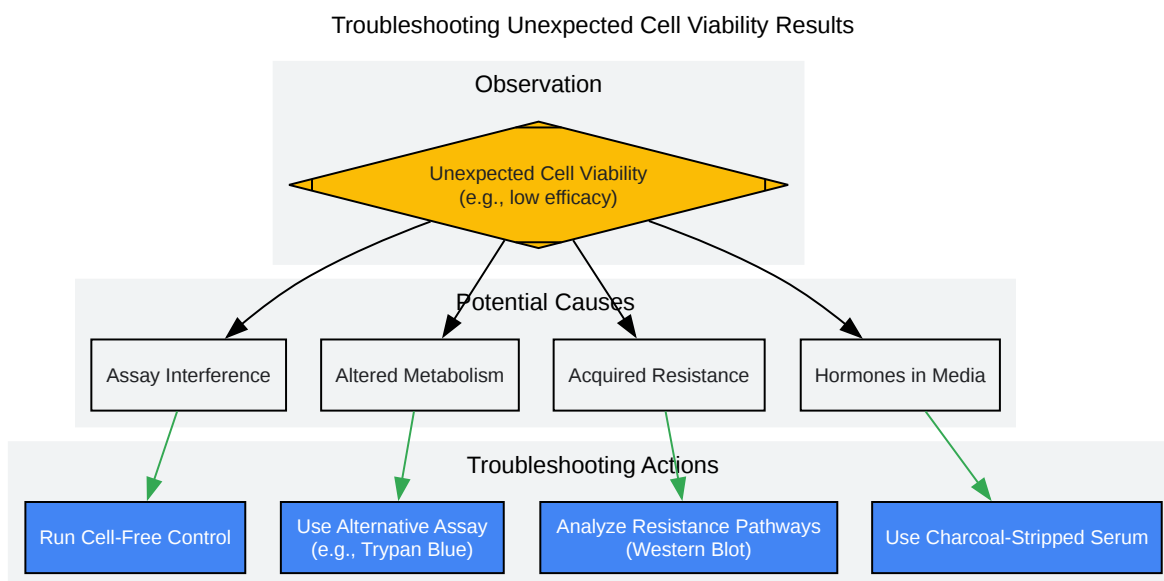 Troubleshooting Unexpected Cell Viability Results
Observation
Unexpected Cell Viability
(e.g., low efficacy)
Potential Causes
Assay Interference
Altered Metabolism
Acquired Resistance
Hormones in Media
Troubleshooting Actions
Run Cell-Free Control
Use Alternative Assay
(e.g., Trypan Blue)
Analyze Resistance Pathways
(Western Blot)
Use Charcoal-Stripped Serum